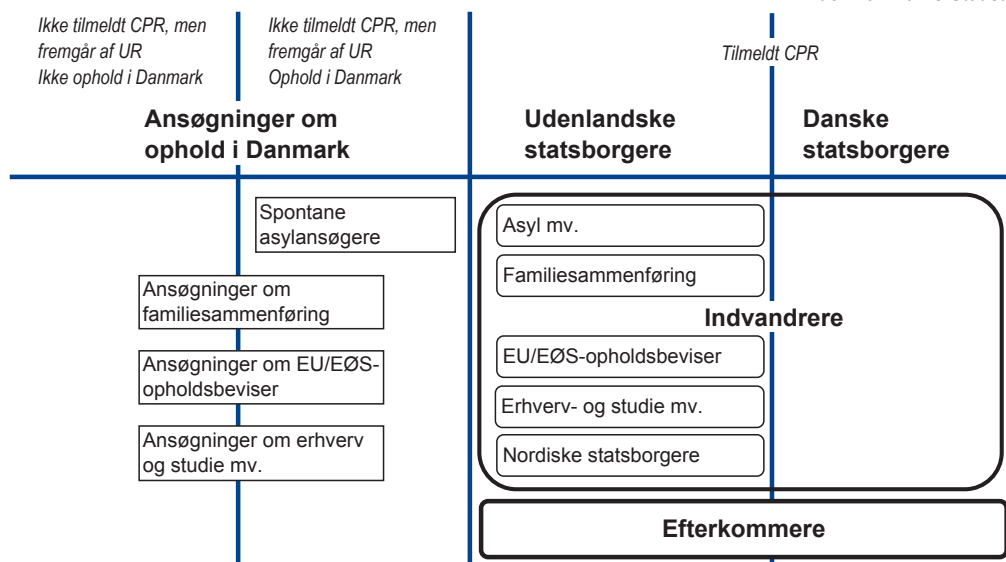 Ikke tilmeldt CPR, men
fremgår af UR
Ikke ophold i Danmark
Ikke tilmeldt CPR, men
fremgår af UR
Ophold i Danmark
Tilmeldt CPR
Ansøgninger om
ophold i Danmark
Udenlandske
statsborgere
Danske
statsborgere
Spontane
asylansøgere
Ansøgninger om
familiesammenføring
Ansøgninger om EU/EØS-
opholdsbeviser
Ansøgninger om erhverv
og studie mv.
Asyl mv.
Familiesammenføring
Indvandrere
EU/EØS-opholdsbeviser
Erhverv- og studie mv.
Nordiske statsborgere
Efterkommere